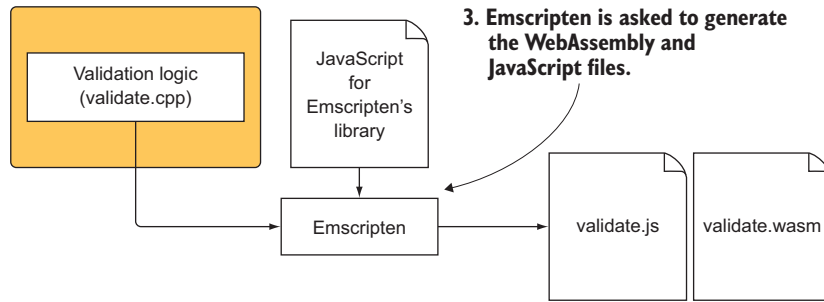 3. Emscripten is asked to generate
the WebAssembly and
JavaScript files.
Validation logic
(validate.cpp)
JavaScript
for
Emscripten's
library
Emscripten
validate.js
validate.wasm